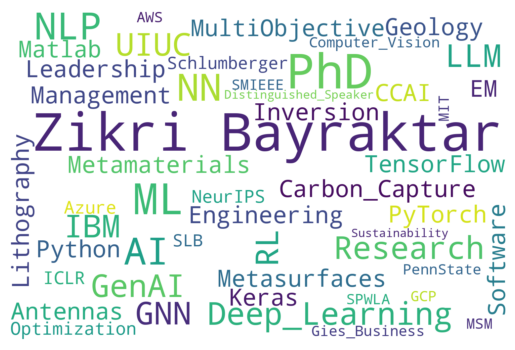 AWS
NLP UIUC MultiObjective Geology
Matlab Schlumberger Computer_Vision LLM
Leadership NN SMIEEE PhD
Management Distinguished_Speaker CCAI EM
Inversion MIT
Zikri Bayraktar
Metamaterials TensorFlow
Lithography ML NeurIPS Carbon_Capture
Azure Engineering PyTorch
IBM AI SLB RL Sustainability Software
Python Research
ICLR GenAI Metasurfaces PennState
Keras SPWLA GCP
Antennas GNN Deep_Learning
Optimization Gies_Business MSM